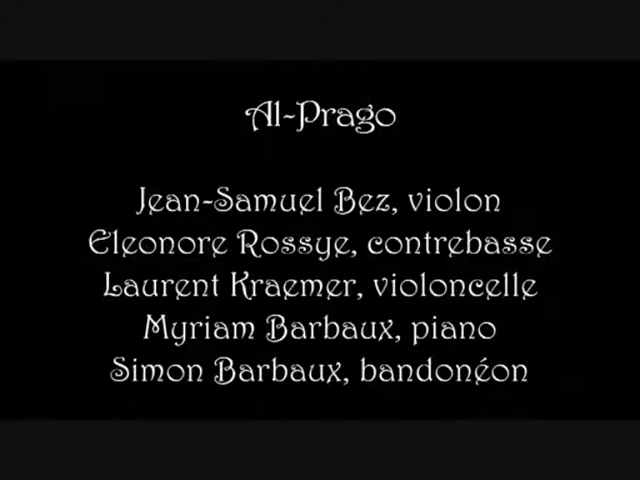 Al-Prago
Jean-Samuel Bez, violon
Eleonore Rossye, contrebasse
Laurent Kraemer, violoncelle
Myriam Barbaux, piano
Simon Barbaux, bandonéon